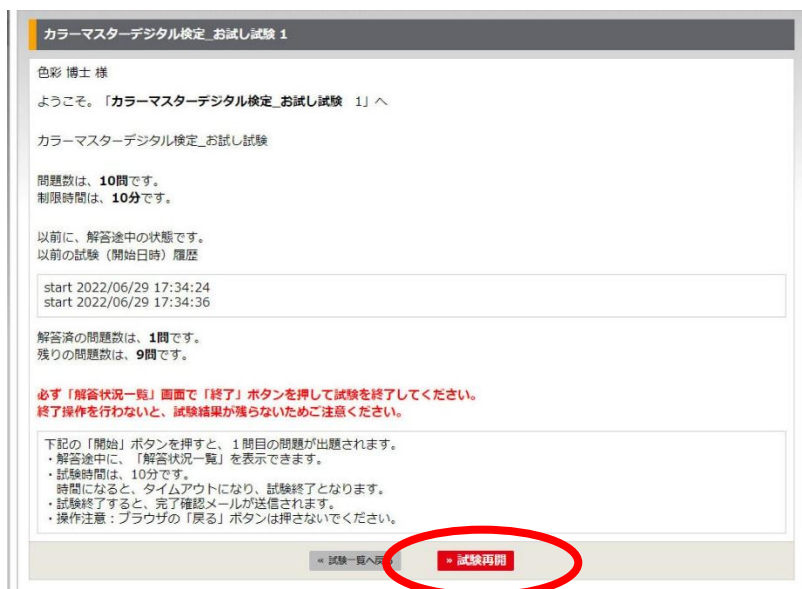 カラーマスターデジタル検定_お試し試験 1
色彩 博士 様
ようこそ。「カラーマスターデジタル検定_お試し試験　1」へ
カラーマスターデジタル検定_お試し試験
問題数は、10問です。
制限時間は、10分です。
以前に、解答途中の状態です。
以前の試験（開始日時）履歴
start 2022/06/29 17:34:24
start 2022/06/29 17:34:36
解答済の問題数は、1問です。
残りの問題数は、9問です。
必ず「解答状況一覧」画面で「終了」ボタンを押して試験を終了してください。
終了操作を行わないと、試験結果が残らないためご注意ください。
下記の「開始」ボタンを押すと、１問目の問題が出題されます。
・解答途中に、「解答状況一覧」を表示できます。
・試験時間は、10分です。
時間になると、タイムアウトになり、試験終了となります。
・試験終了すると、完了確認メールが送信されます。
・操作注意：ブラウザの「戻る」ボタンは押さないでください。
« 試験一覧へ戻る
» 試験再開